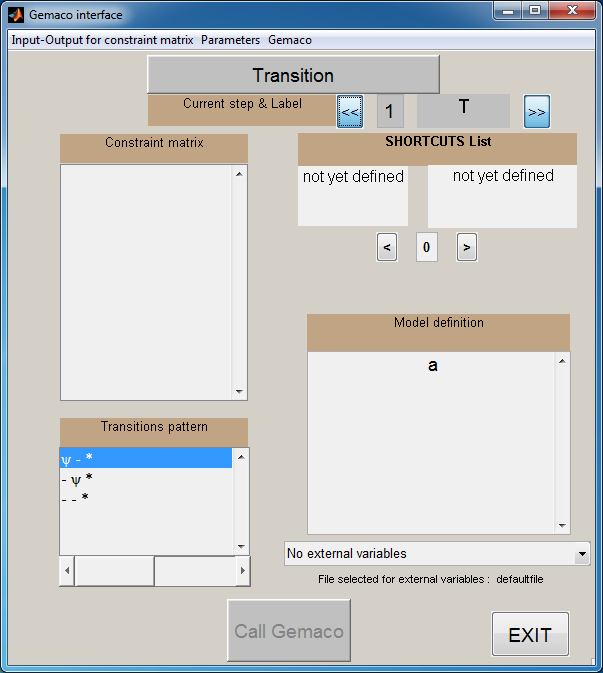 Gemaco interface
Input-Output for constraint matrix Parameters Gemaco
Transition
Current step & Label
<< 1 T >>
Constraint matrix
SHORTCUTS List
not yet defined not yet defined
< 0 >
Model definition
a
Transitions pattern
ψ - *
- ψ *
- - *
No external variables
File selected for external variables : defaultfile
Call Gemaco
EXIT